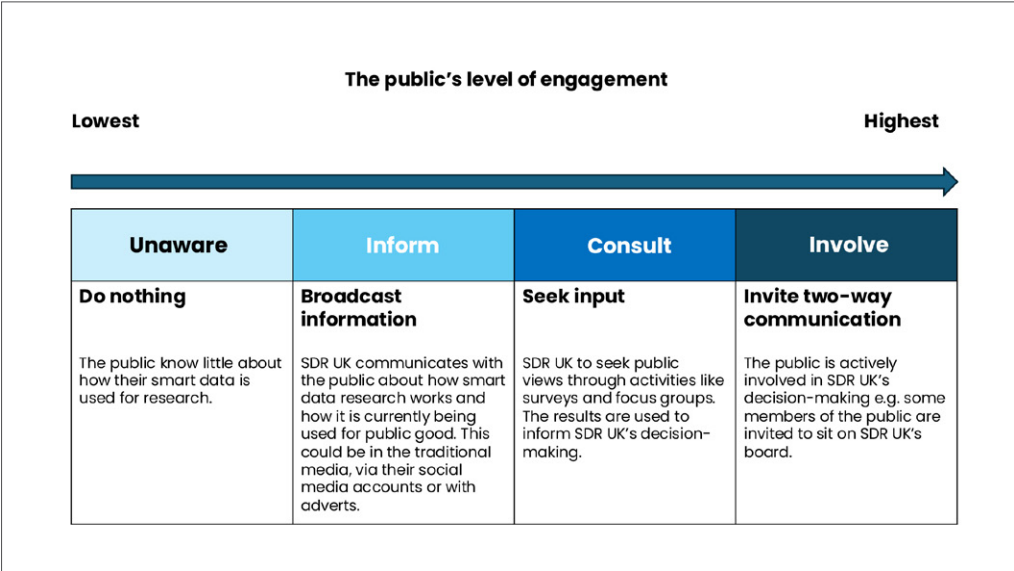 The public's level of engagement
Lowest
Highest
Unaware
Inform
Consult
Involve
Do nothing
The public know little about
how their smart data is
used for research.
Broadcast
information
SDR UK communicates with
the public about how smart
data research works and
how it is currently being
used for public good. This
could be in the traditional
media, via their social
media accounts or with
adverts.
Seek input
SDR UK to seek public
views through activities like
surveys and focus groups.
The results are used to
inform SDR UK's decision-
making.
Invite two-way
communication
The public is actively
involved in SDR UK's
decision-making e.g. some
members of the public are
invited to sit on SDR UK's
board.